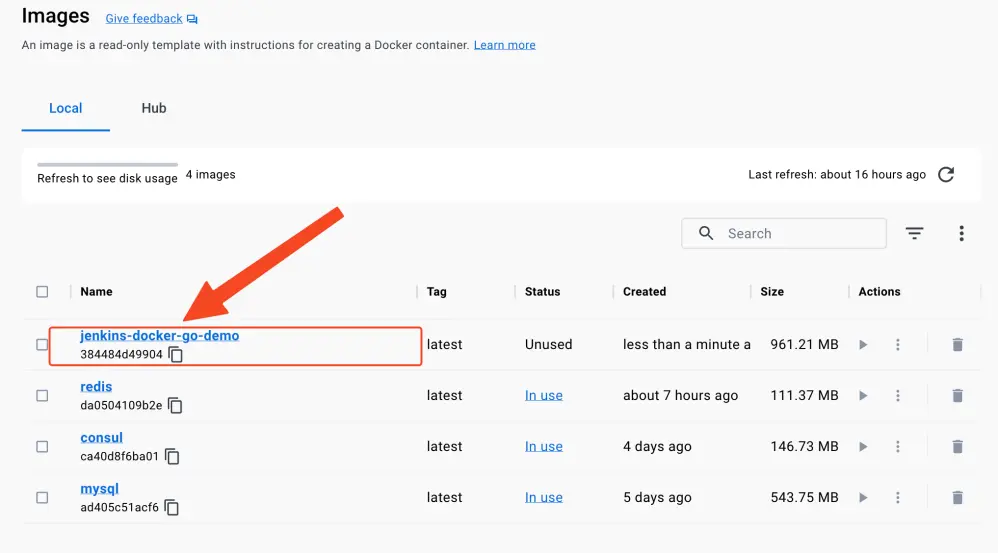 Images Give feedback
An image is a read-only template with instructions for creating a Docker container. Learn more
Local Hub
Refresh to see disk usage 4 images Last refresh: about 16 hours ago
Search
Name Tag Status Created Size Actions
jenkins-docker-go-demo
384484d49904 latest Unused less than a minute a 961.21 MB
redis
da0504109b2e latest In use about 7 hours ago 111.37 MB
consul
ca40d8f6ba01 latest In use 4 days ago 146.73 MB
mysql
ad405c51acf6 latest In use 5 days ago 543.75 MB